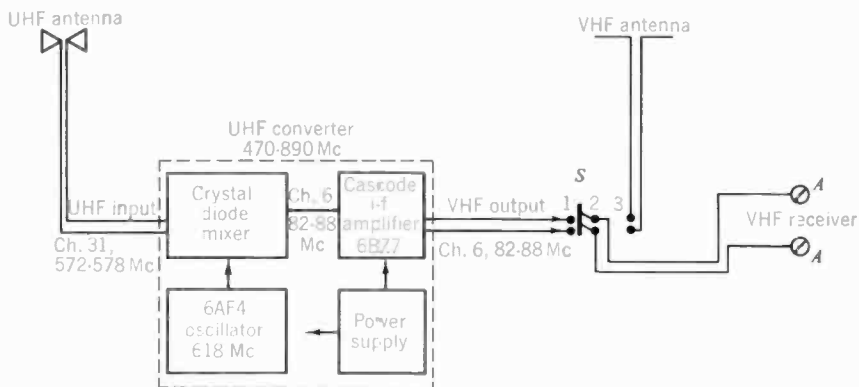 UHF antenna
VHF antenna
UHF converter
470-890 Mc
S
Crystal
diode
mixer
Ch. 6
82-88
Mc
Cascode
i-f
amplifier
6BZ7
UHF input
Ch. 31,
572-578 Mc
VHF output
Ch. 6, 82-88 Mc
1 2 3
A
VHF receiver
A
6AF4
oscillator
618 Mc
Power
supply